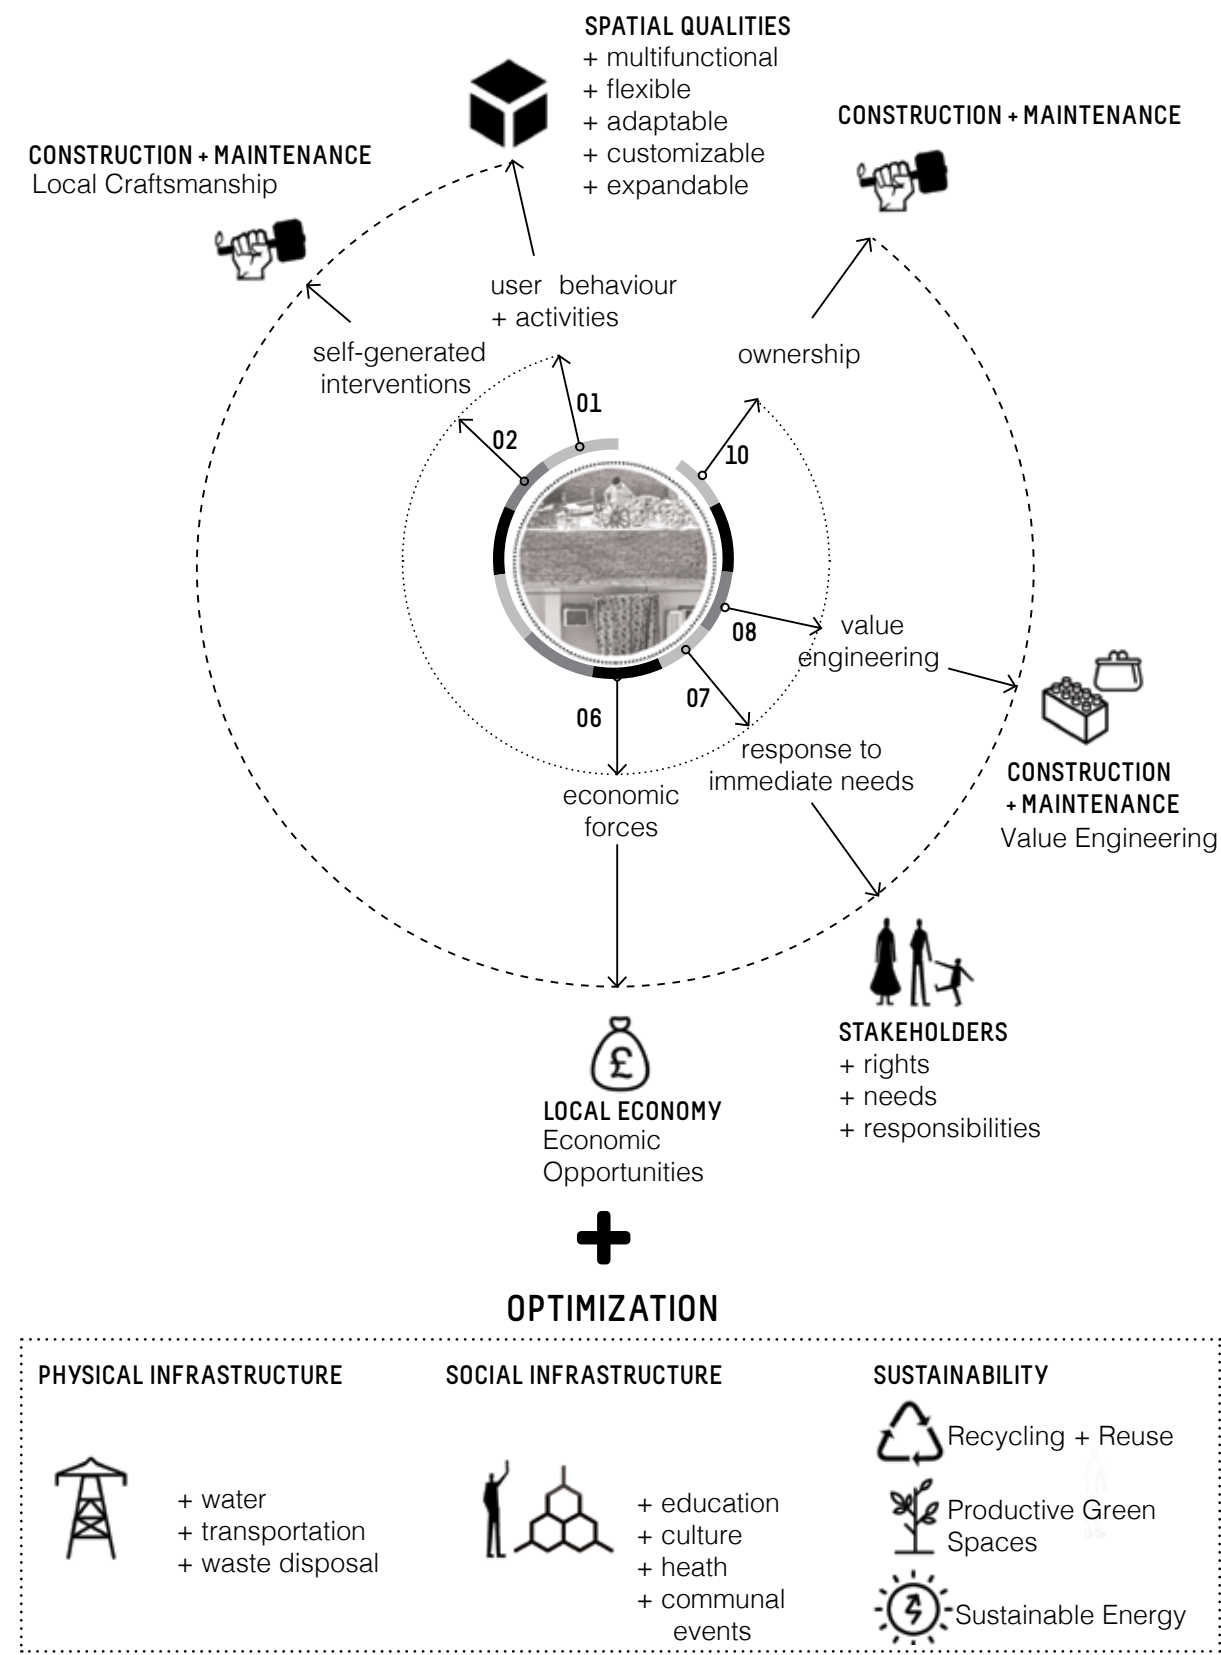 SPATIAL QUALITIES
+ multifunctional
+ flexible
+ adaptable
+ customizable
+ expandable
CONSTRUCTION + MAINTENANCE
CONSTRUCTION + MAINTENANCE
Local Craftsmanship
user behaviour
+ activities
self-generated
interventions
ownership
01
02
10
value
engineering
08
07
06
response to
immediate needs
economic
forces
CONSTRUCTION
+ MAINTENANCE
Value Engineering
STAKEHOLDERS
+ rights
+ needs
+ responsibilities
£
LOCAL ECONOMY
Economic
Opportunities
+
OPTIMIZATION
PHYSICAL INFRASTRUCTURE
+ water
+ transportation
+ waste disposal
SOCIAL INFRASTRUCTURE
+ education
+ culture
+ heath
+ communal
events
SUSTAINABILITY
Recycling + Reuse
Productive Green
Spaces
Sustainable Energy